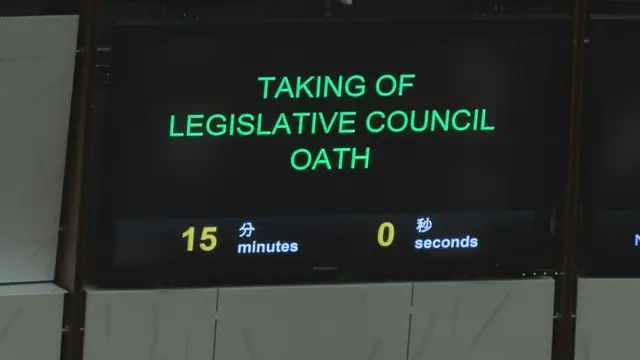 TAKING OF
LEGISLATIVE COUNCIL
OATH
15 分 minutes 0 秒 seconds
N